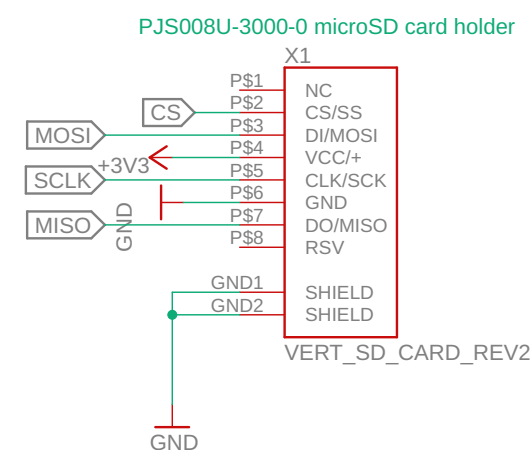 PJS008U-3000-0 microSD card holder
X1
P$1 NC
CS P$2 CS/SS
MOSI P$3 DI/MOSI
+3V3 P$4 VCC/+
SCLK P$5 CLK/SCK
GND P$6 GND
MISO P$7 DO/MISO
P$8 RSV
GND1 SHIELD
GND2 SHIELD
VERT_SD_CARD_REV2
GND